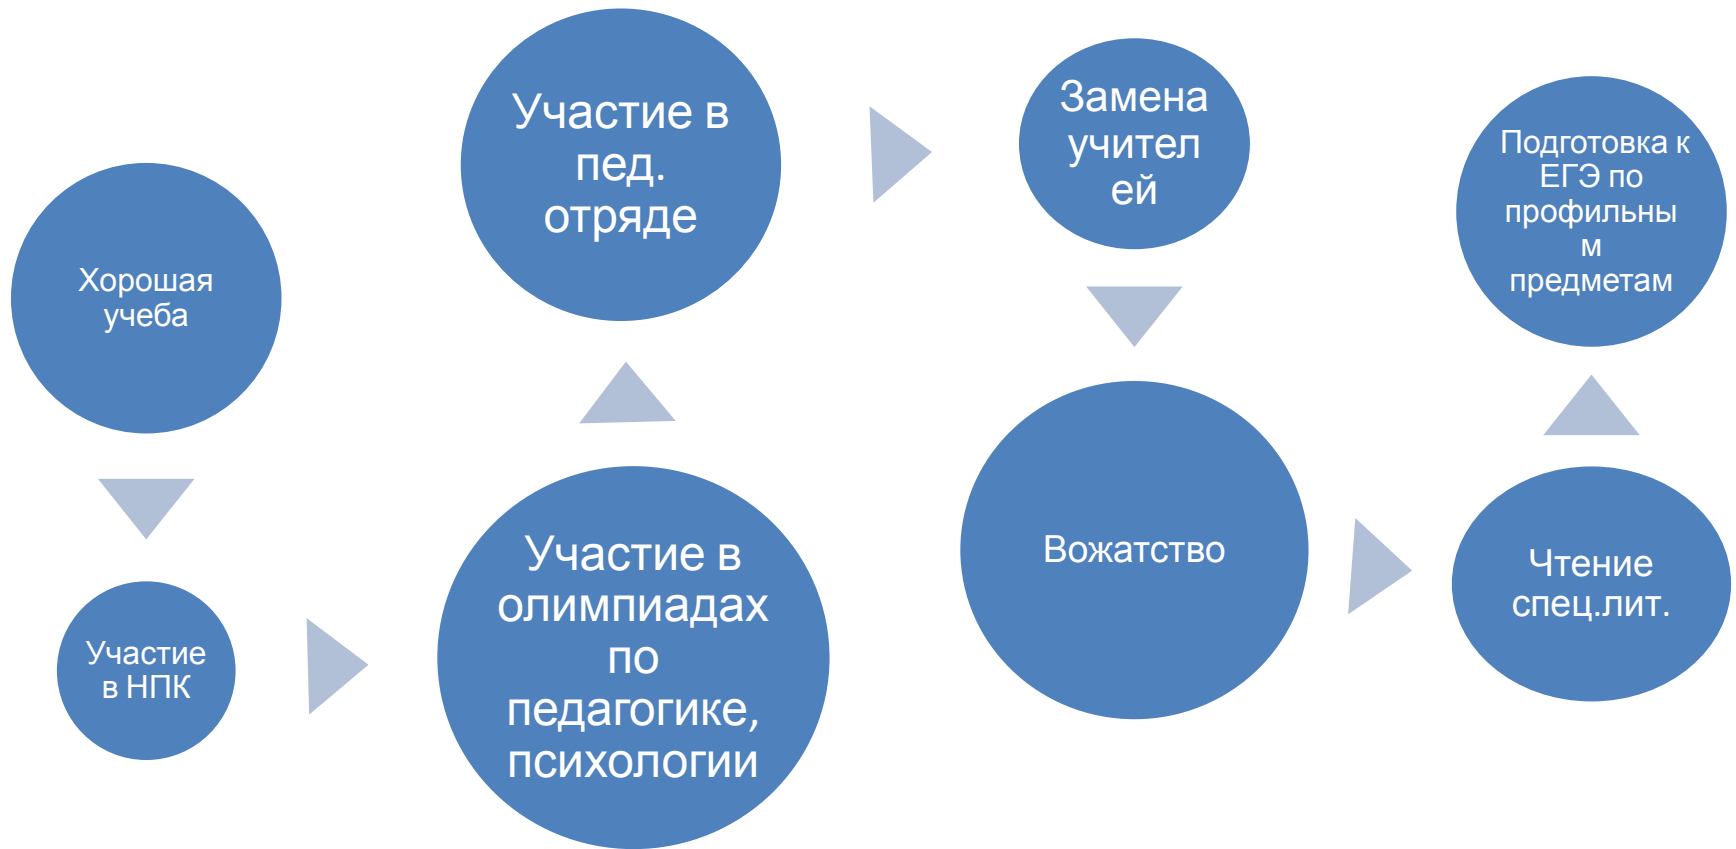 Хорошая
учеба
Участие
в НПК
Участие в
олимпиадах
по
педагогике,
психологии
Участие в
пед.
отряде
Замена
учител
ей
Вожатство
Чтение
спец.лит.
Подготовка к
ЕГЭ по
профильны
м
предметам